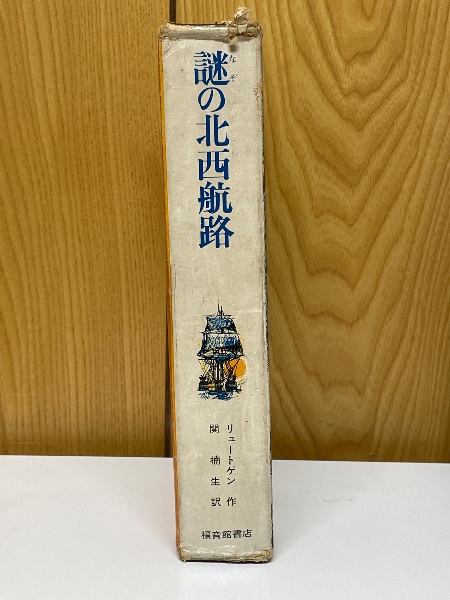 謎の北西航路
なぞ
リュートゲン 作
関 楠生 訳
福音館書店